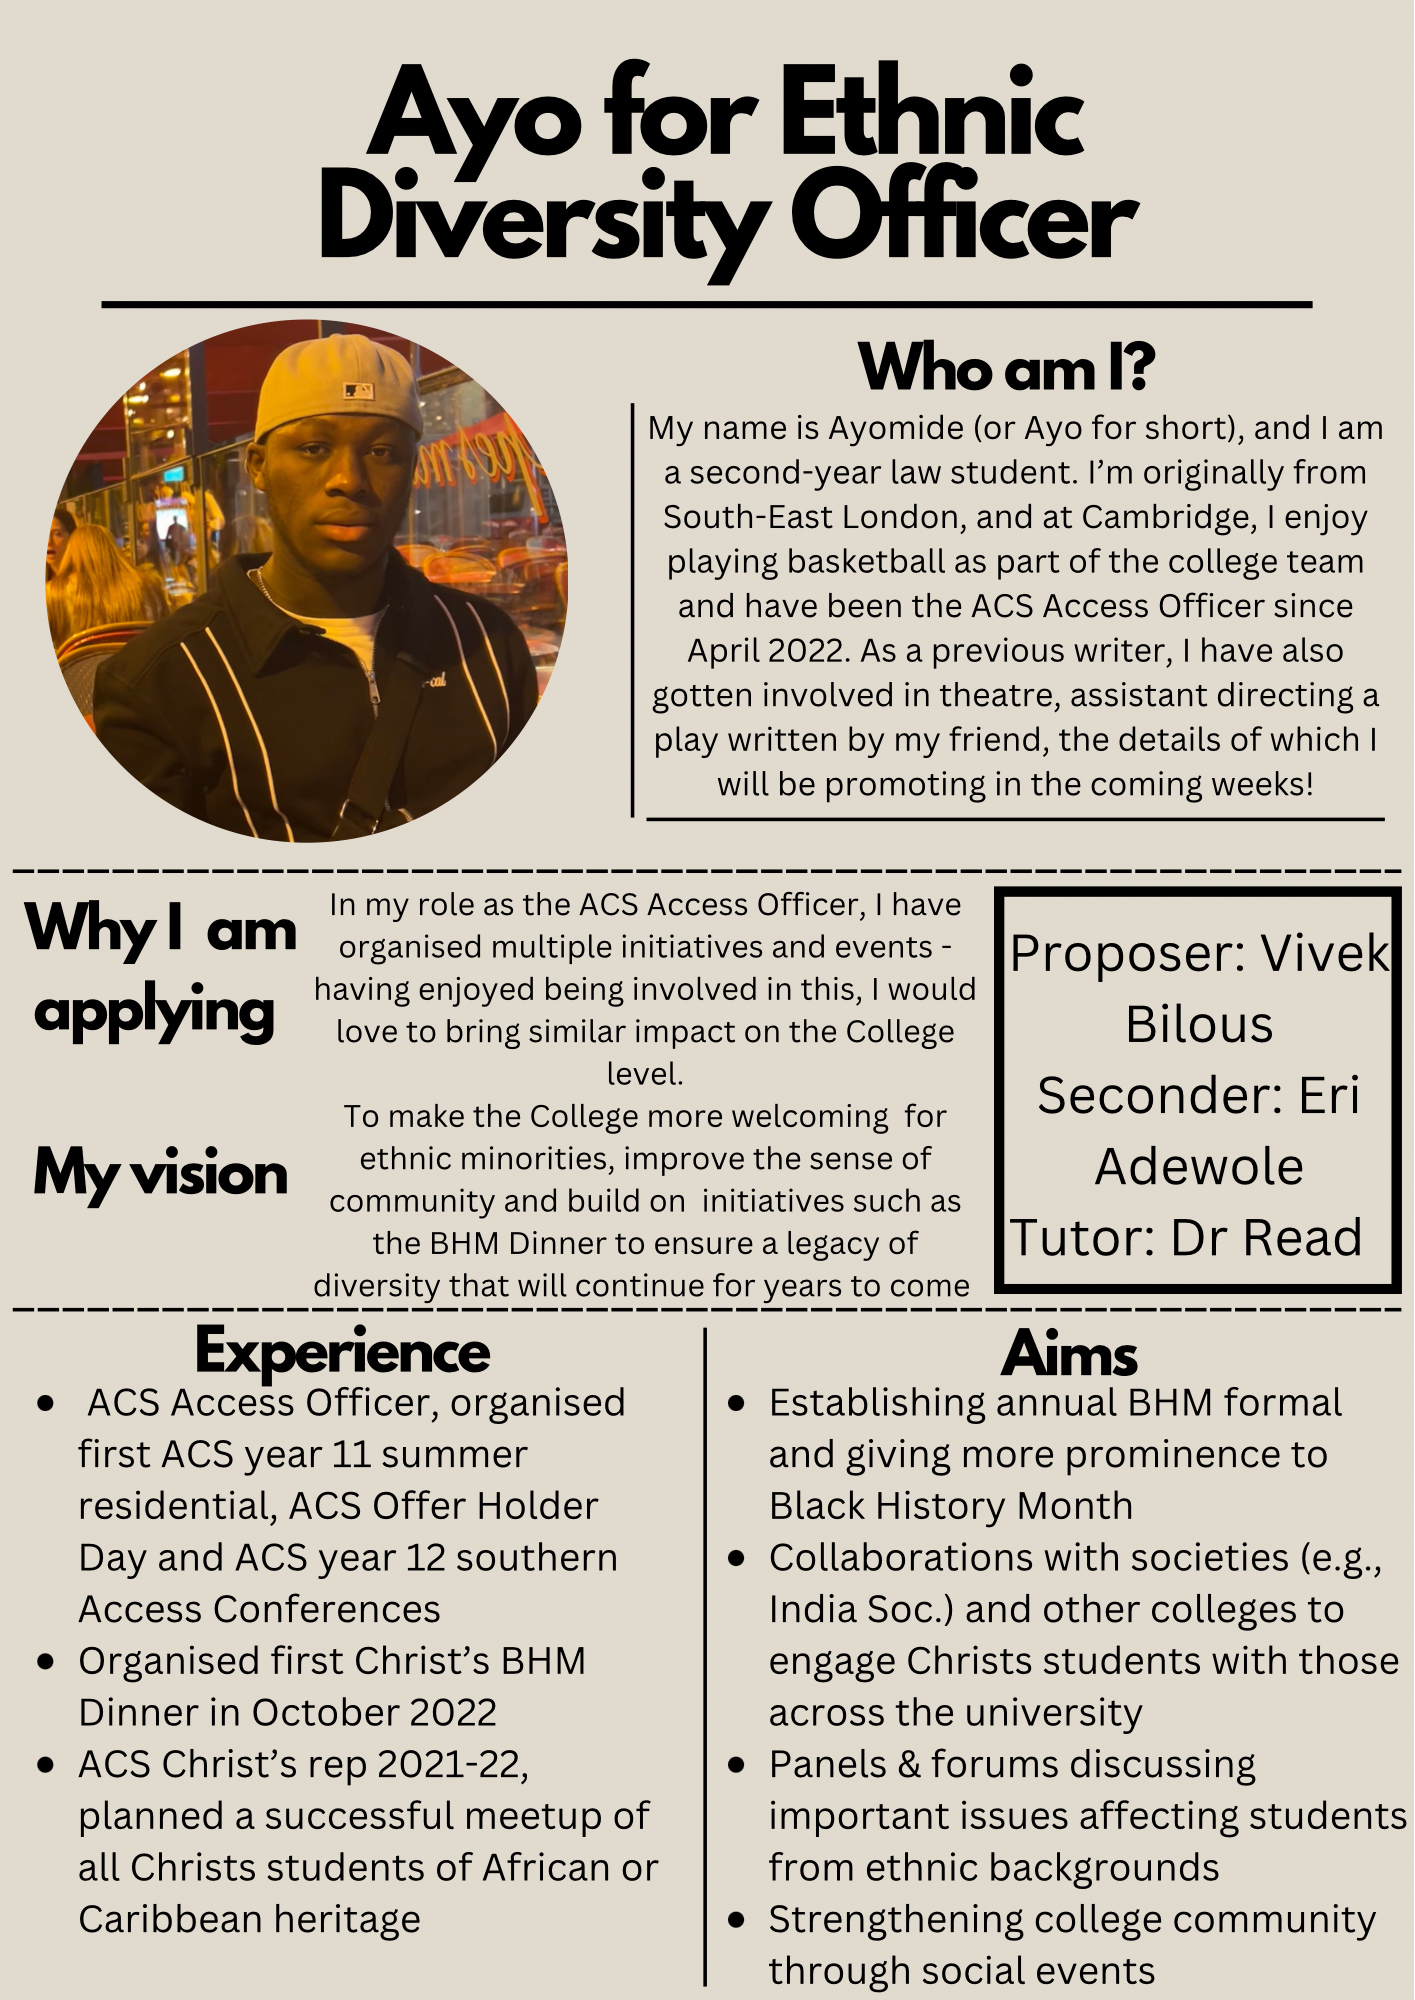 Ayo for Ethnic
Diversity Officer
Who am I?
My name is Ayomide (or Ayo for short), and I am
a second-year law student. I’m originally from
South-East London, and at Cambridge, I enjoy
playing basketball as part of the college team
and have been the ACS Access Officer since
April 2022. As a previous writer, I have also
gotten involved in theatre, assistant directing a
play written by my friend, the details of which I
will be promoting in the coming weeks!
Why I  am
applying
In my role as the ACS Access Officer, I have
organised multiple initiatives and events -
having enjoyed being involved in this, I would
love to bring similar impact on the College
level.
My vision
To make the College more welcoming  for
ethnic minorities, improve the sense of
community and build on  initiatives such as
the BHM Dinner to ensure a legacy of
diversity that will continue for years to come
Proposer: Vivek
Bilous
Seconder: Eri
Adewole
Tutor: Dr Read
Experience
• ACS Access Officer, organised
first ACS year 11 summer
residential, ACS Offer Holder
Day and ACS year 12 southern
Access Conferences
• Organised first Christ’s BHM
Dinner in October 2022
• ACS Christ’s rep 2021-22,
planned a successful meetup of
all Christs students of African or
Caribbean heritage
Aims
• Establishing annual BHM formal
and giving more prominence to
Black History Month
• Collaborations with societies (e.g.,
India Soc.) and other colleges to
engage Christs students with those
across the university
• Panels & forums discussing
important issues affecting students
from ethnic backgrounds
• Strengthening college community
through social events